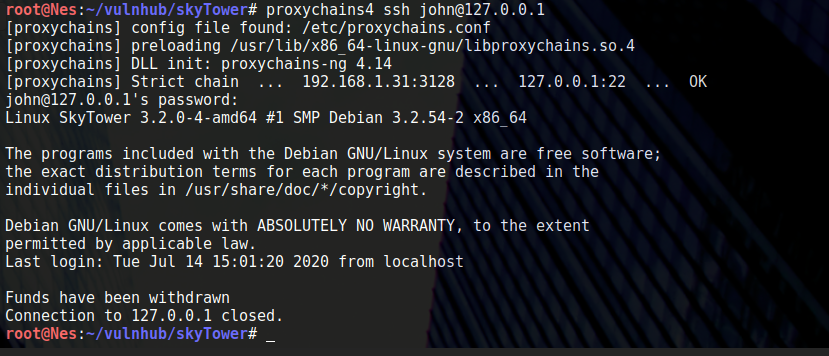 root@Nes:~/vulnhub/skyTower# proxychains4 ssh john@127.0.0.1
[proxychains] config file found: /etc/proxychains.conf
[proxychains] preloading /usr/lib/x86_64-linux-gnu/libproxychains.so.4
[proxychains] DLL init: proxychains-ng 4.14
[proxychains] Strict chain  ...  192.168.1.31:3128  ...  127.0.0.1:22  ...  OK
john@127.0.0.1's password:
Linux SkyTower 3.2.0-4-amd64 #1 SMP Debian 3.2.54-2 x86_64
The programs included with the Debian GNU/Linux system are free software;
the exact distribution terms for each program are described in the
individual files in /usr/share/doc/*/copyright.
Debian GNU/Linux comes with ABSOLUTELY NO WARRANTY, to the extent
permitted by applicable law.
Last login: Tue Jul 14 15:01:20 2020 from localhost
Funds have been withdrawn
Connection to 127.0.0.1 closed.
root@Nes:~/vulnhub/skyTower# _